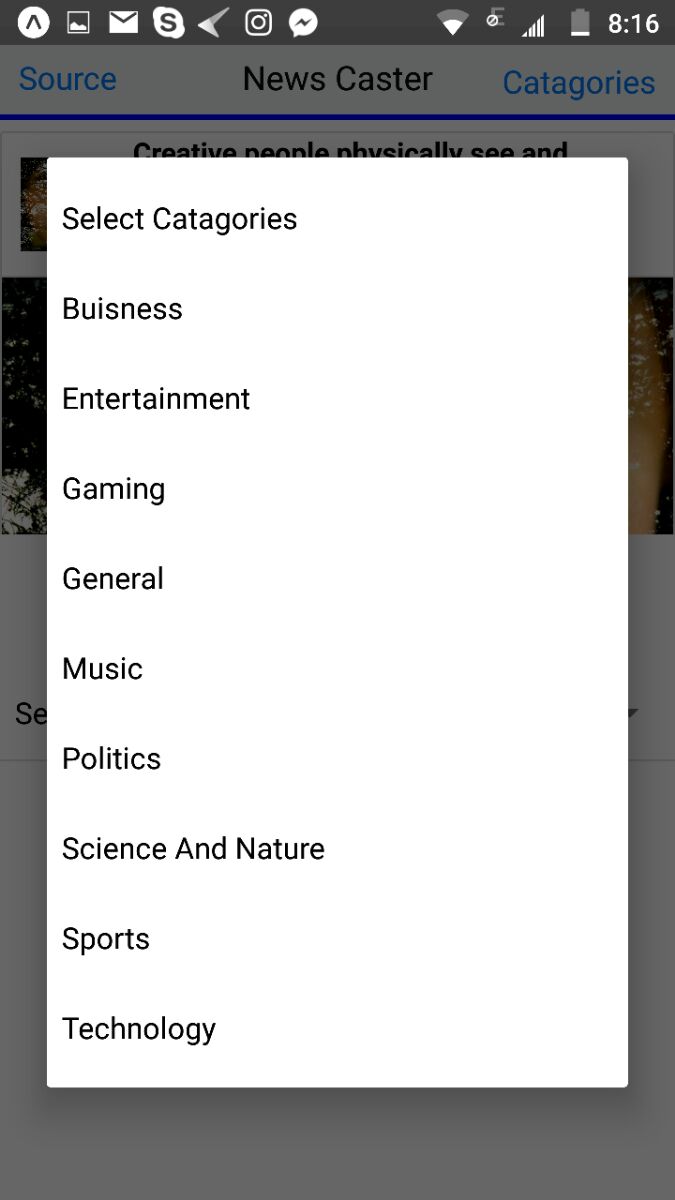 8:16
Source News Caster Catagories
Creative people physically see and
Select Catagories
Buisness
Entertainment
Gaming
General
Music
Se
Politics
Science And Nature
Sports
Technology